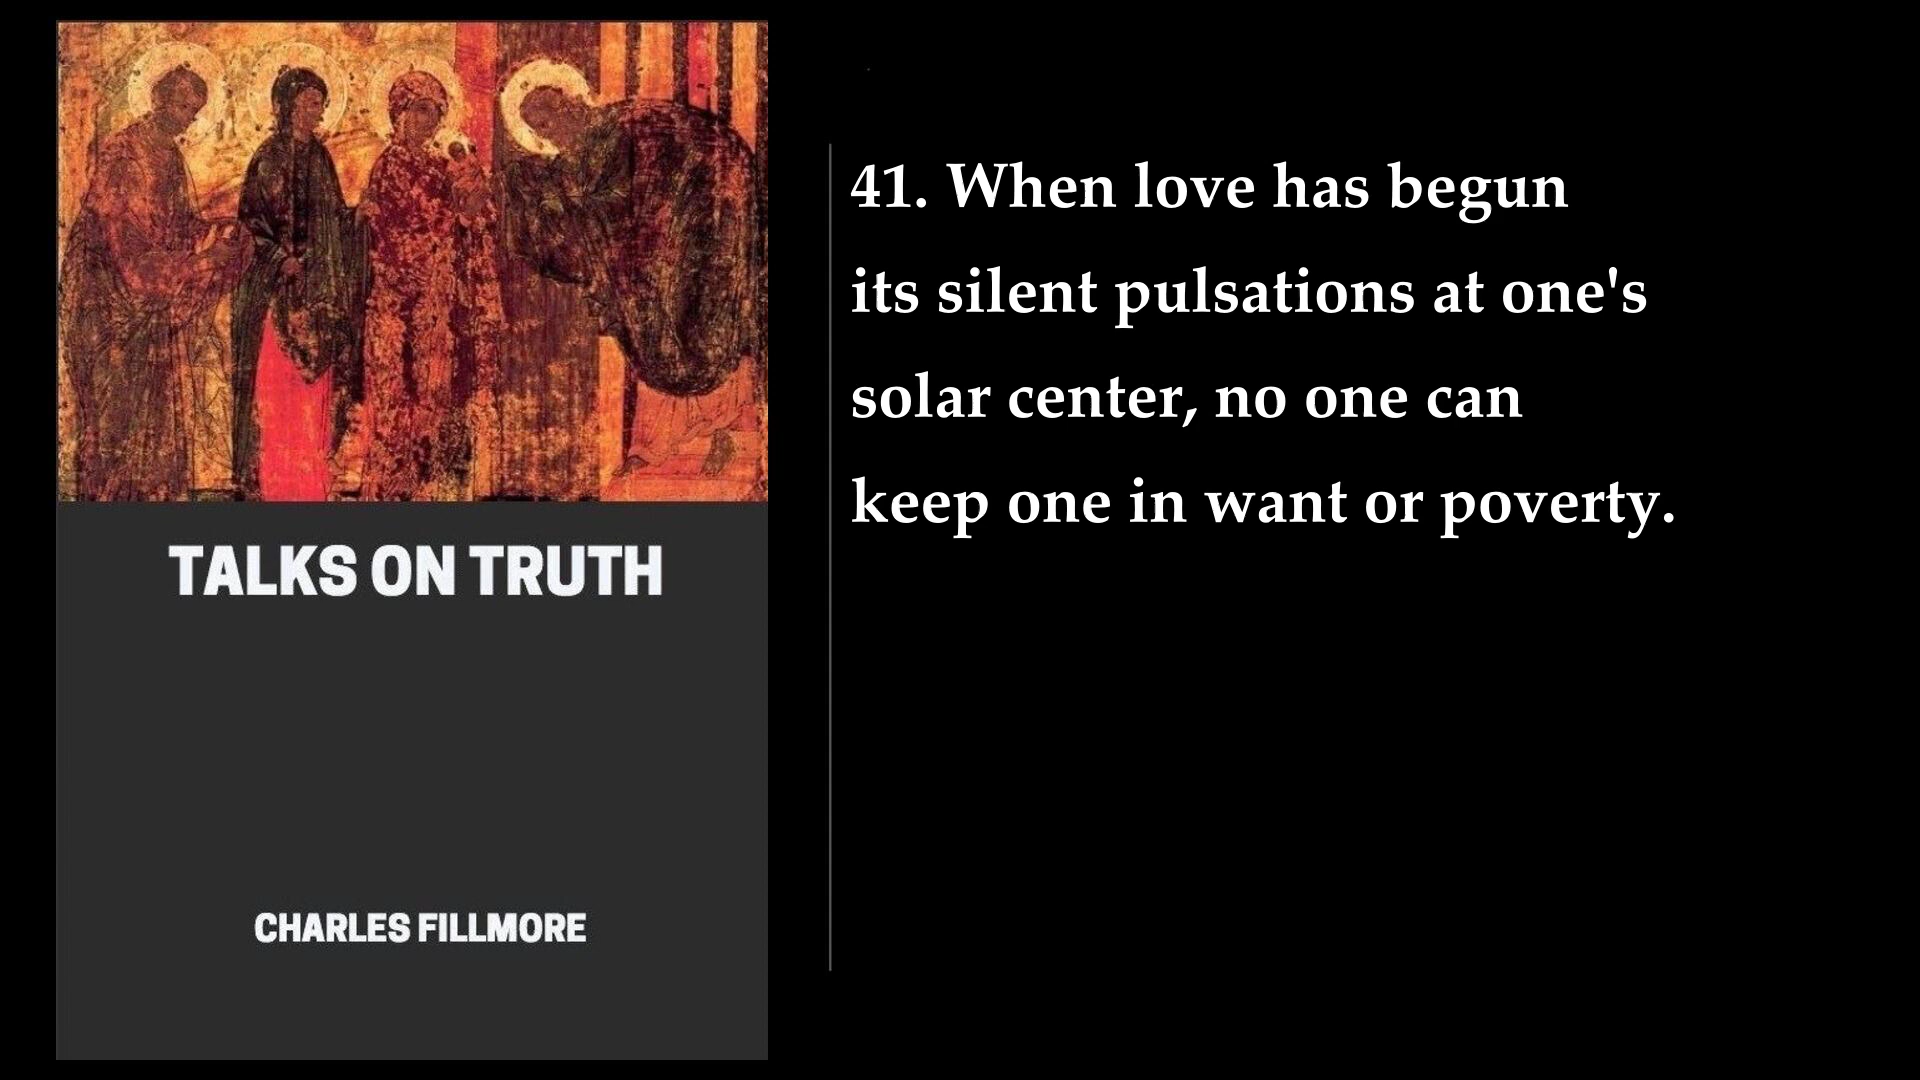 TALKS ON TRUTH
CHARLES FILLMORE
41. When love has begun
its silent pulsations at one's
solar center, no one can
keep one in want or poverty.